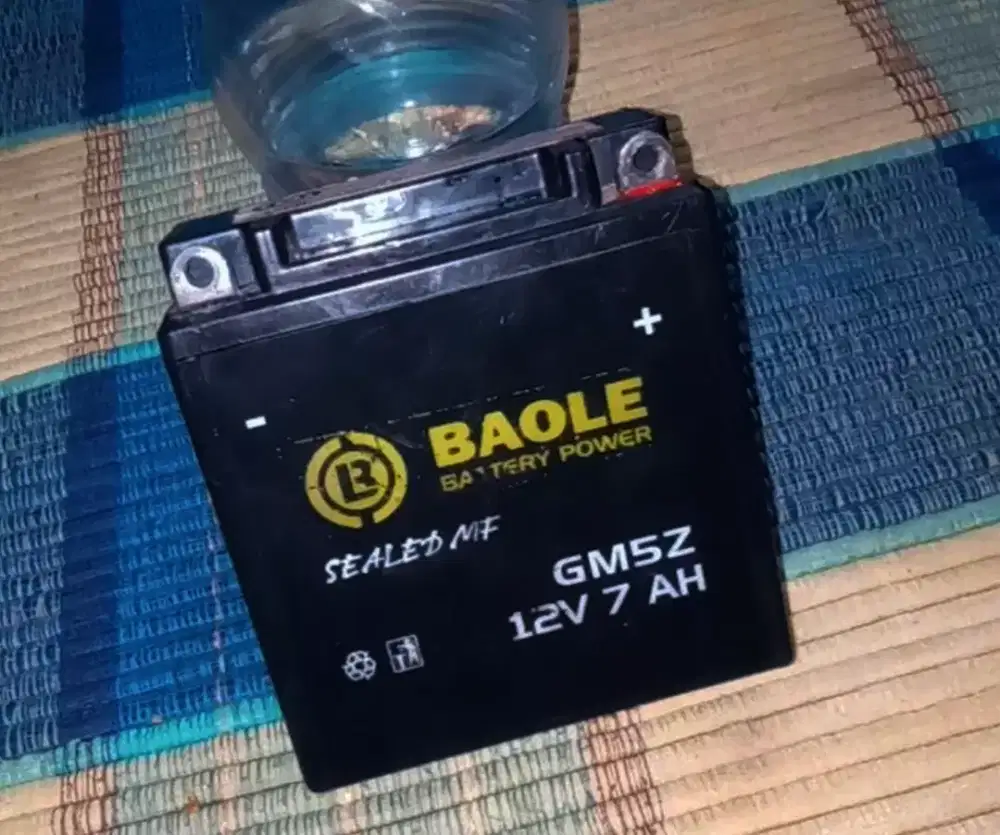 +
-
BAOLE
BATTERY POWER
SEALED MF
GM5Z
12V 7 AH